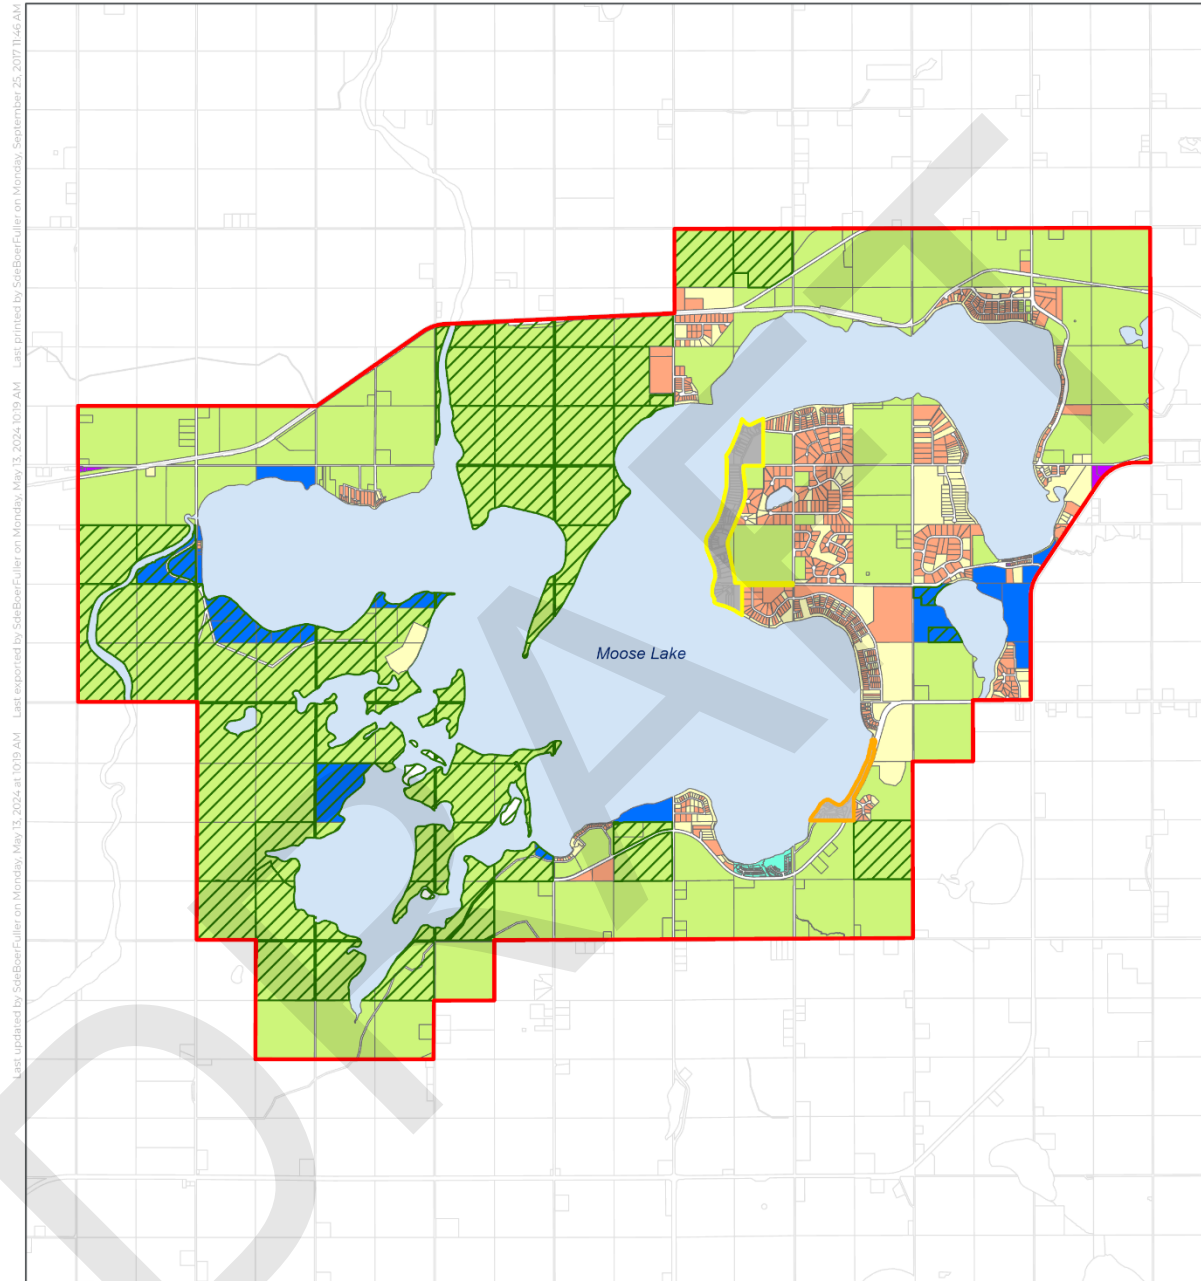 Last updated by SdeBoerFuller on Monday, May 13, 2024 at 10:19 AM Last exported by SdeBoerFuller on Monday, May 13, 2024 10:19 AM Last printed by SdeBoerFuller on Monday, September 25, 2017 11:46 AM
Moose Lake
DRAFT